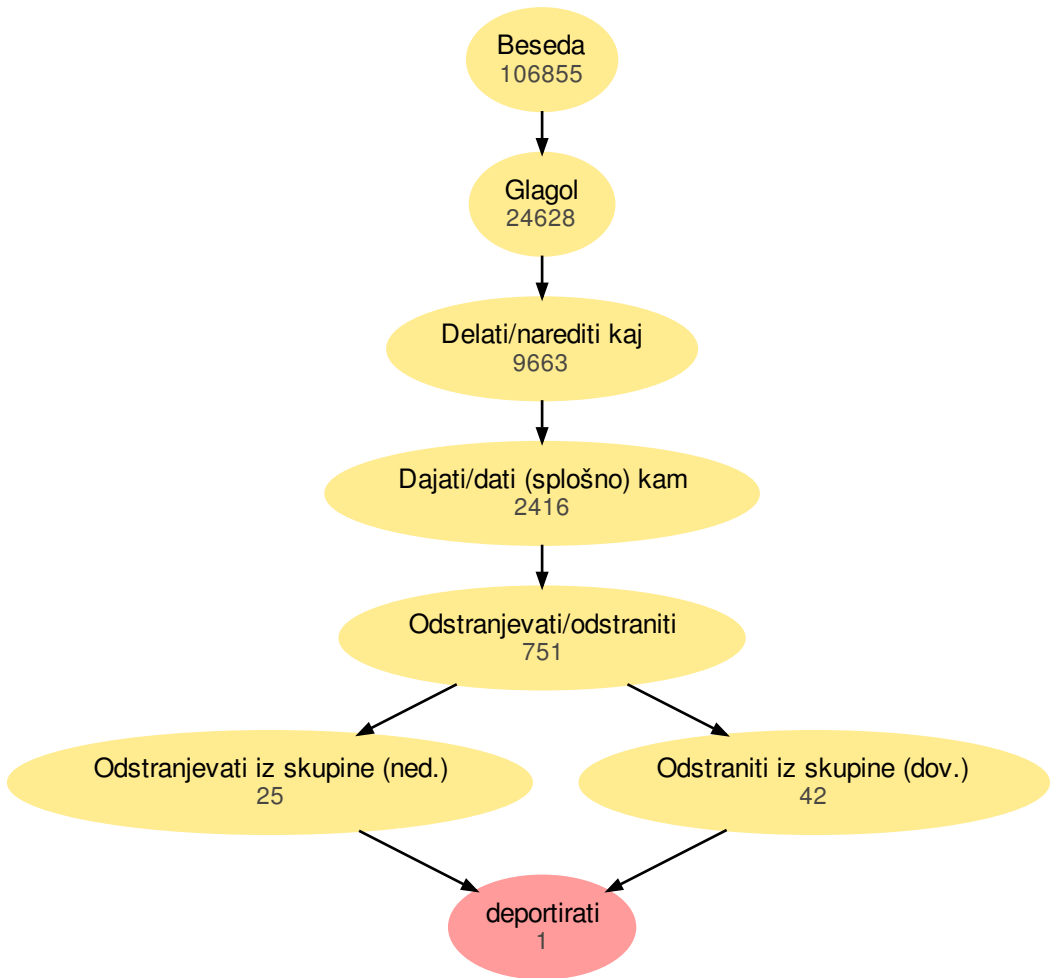 Beseda
106855
Glagol
24628
Delati/narediti kaj
9663
Dajati/dati (splošno) kam
2416
Odstranjevati/odstraniti
751
Odstranjevati iz skupine (ned.)
25
Odstraniti iz skupine (dov.)
42
deportirati
1